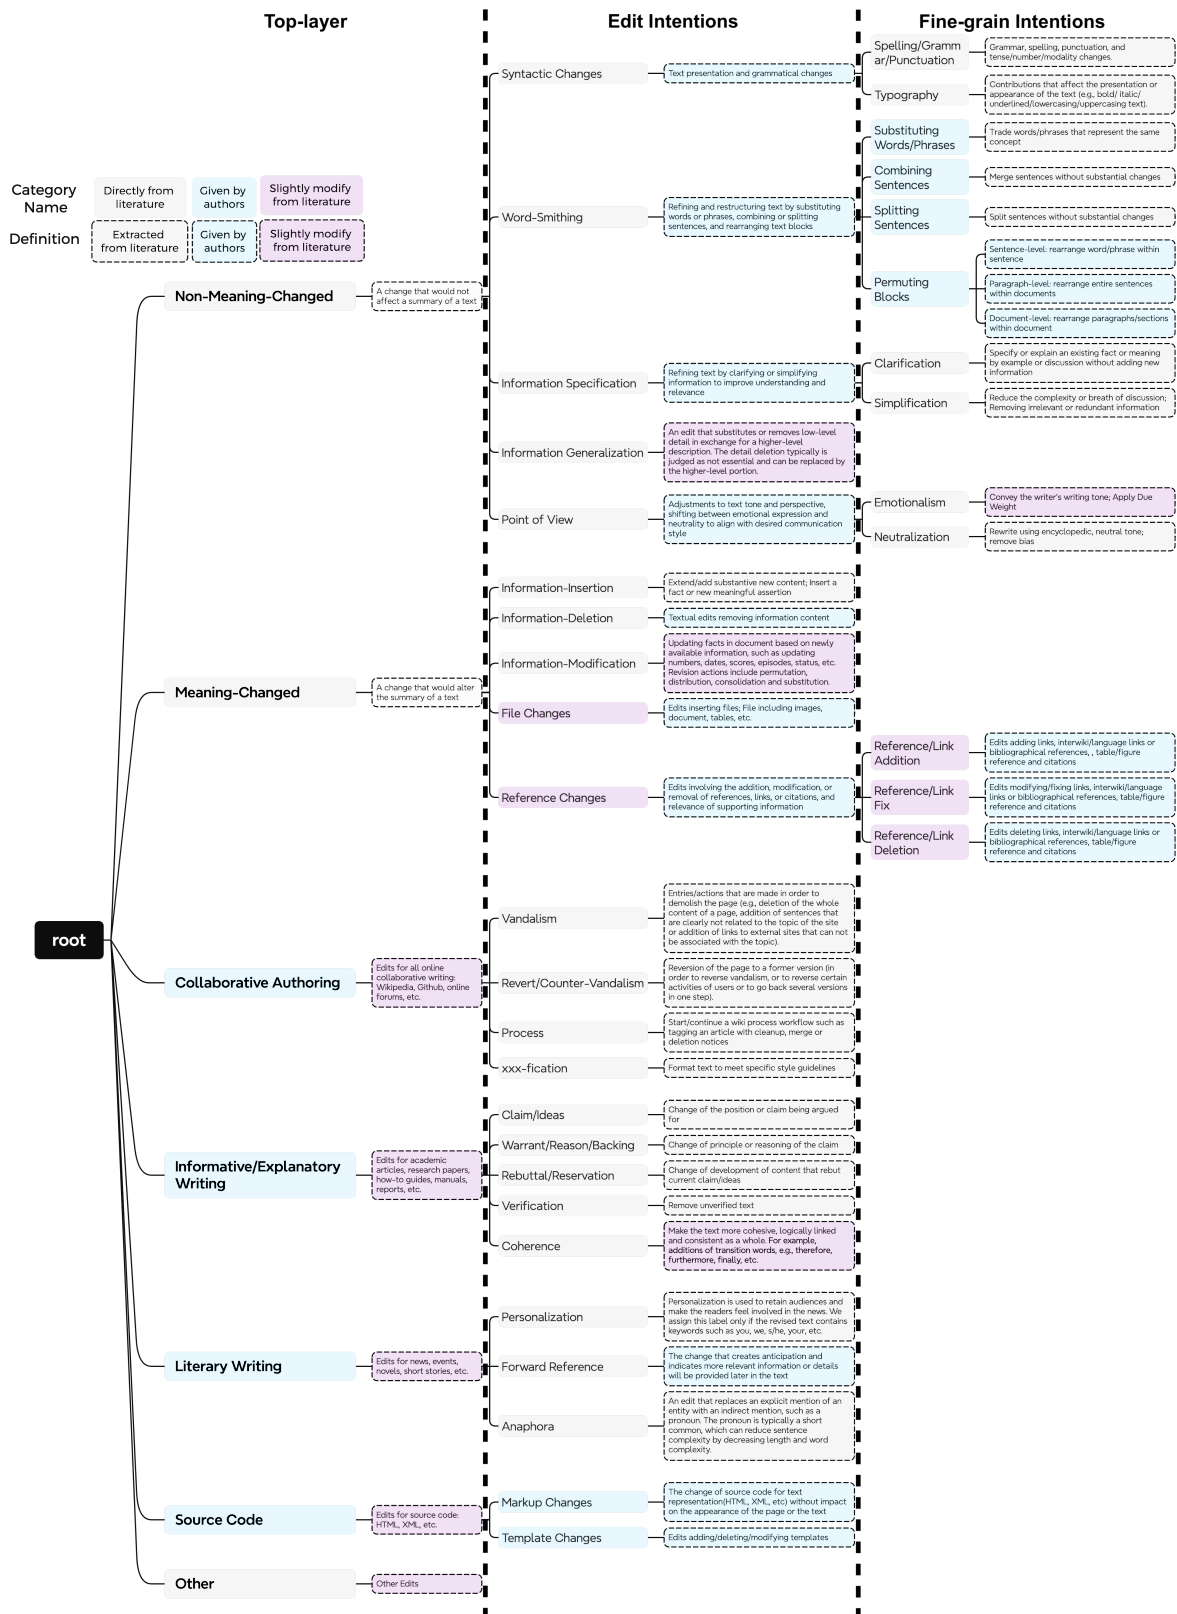 Top-layer
Edit Intentions
Fine-grain Intentions
Category
Name
Directly from
literature
Given by
authors
Slightly modify
from literature
Definition
Extracted
from literature
Given by
authors
Slightly modify
from literature
root
Non-Meaning-Changed
A change that would not
affect a summary of a text
Syntactic Changes
Text presentation and grammatical changes
Spelling/Gramm
ar/Punctuation
Grammar, spelling, punctuation, and
tense/number/modality changes.
Typography
Contributions that affect the presentation or
appearance of the text (e.g., bold/ italic/
underlined/lowercasing/uppercasing text).
Word-Smithing
Refining and restructuring text by substituting
words or phrases, combining or splitting
sentences, and rearranging text blocks
Substituting
Words/Phrases
Trade words/phrases that represent the same
concept
Combining
Sentences
Merge sentences without substantial changes
Splitting
Sentences
Split sentences without substantial changes
Permuting
Blocks
Sentence-level: rearrange word/phrase within
sentence
Paragraph-level: rearrange entire sentences
within documents
Document-level: rearrange paragraphs/sections
within document
Information Specification
Refining text by clarifying or simplifying
information to improve understanding and
relevance
Clarification
Specify or explain an existing fact or meaning
by example or discussion without adding new
information
Simplification
Reduce the complexity or breath of discussion;
Removing irrelevant or redundant information
Information Generalization
An edit that substitutes or removes low-level
detail in exchange for a higher-level
description. The detail deletion typically is
judged as not essential and can be replaced by
the higher-level portion.
Point of View
Adjustments to text tone and perspective,
shifting between emotional expression and
neutrality to align with desired communication
style
Emotionalism
Convey the writer's writing tone; Apply Due
Weight
Neutralization
Rewrite using encyclopedic, neutral tone;
remove bias
Meaning-Changed
A change that would alter
the summary of a text
Information-Insertion
Extend/add substantive new content; Insert a
fact or new meaningful assertion
Information-Deletion
Textual edits removing information content
Information-Modification
Updating facts in document based on newly
available information, such as updating
numbers, dates, scores, episodes, status, etc.
Revision actions include permutation,
distribution, consolidation and substitution.
File Changes
Edits inserting files; File including images,
document, tables, etc.
Reference Changes
Edits involving the addition, modification, or
removal of references, links, or citations, and
relevance of supporting information
Reference/Link
Addition
Edits adding links, interwiki/language links or
bibliographical references, , table/figure
reference and citations
Reference/Link
Fix
Edits modifying/fixing links, interwiki/language
links or bibliographical references, table/figure
reference and citations
Reference/Link
Deletion
Edits deleting links, interwiki/language links or
bibliographical references, table/figure
reference and citations
Collaborative Authoring
Edits for all online
collaborative writing:
Wikipedia, Github, online
forums, etc.
Vandalism
Entries/actions that are made in order to
demolish the page (e.g., deletion of the whole
content of a page, addition of sentences that
are clearly not related to the topic of the site
or addition of links to external sites that can not
be associated with the topic).
Revert/Counter-Vandalism
Reversion of the page to a former version (in
order to reverse vandalism, or to reverse certain
activities of users or to go back several versions
in one step).
Process
Start/continue a wiki process workflow such as
tagging an article with cleanup, merge or
deletion notices
xxx-fication
Format text to meet specific style guidelines
Informative/Explanatory
Writing
Edits for academic
articles, research papers,
how-to guides, manuals,
reports, etc.
Claim/Ideas
Change of the position or claim being argued
for
Warrant/Reason/Backing
Change of principle or reasoning of the claim
Rebuttal/Reservation
Change of development of content that rebut
current claim/ideas
Verification
Remove unverified text
Coherence
Make the text more cohesive, logically linked
and consistent as a whole. For example,
additions of transition words, e.g., therefore,
furthermore, finally, etc.
Literary Writing
Edits for news, events,
novels, short stories, etc.
Personalization
Personalization is used to retain audiences and
make the readers feel involved in the news. We
assign this label only if the revised text contains
keywords such as you, we, s/he, your, etc.
Forward Reference
The change that creates anticipation and
indicates more relevant information or details
will be provided later in the text
Anaphora
An edit that replaces an explicit mention of an
entity with an indirect mention, such as a
pronoun. The pronoun is typically a short
common, which can reduce sentence
complexity by decreasing length and word
complexity.
Source Code
Edits for source code:
HTML, XML, etc.
Markup Changes
The change of source code for text
representation(HTML, XML, etc) without impact
on the appearance of the page or the text
Template Changes
Edits adding/deleting/modifying templates
Other
Other Edits